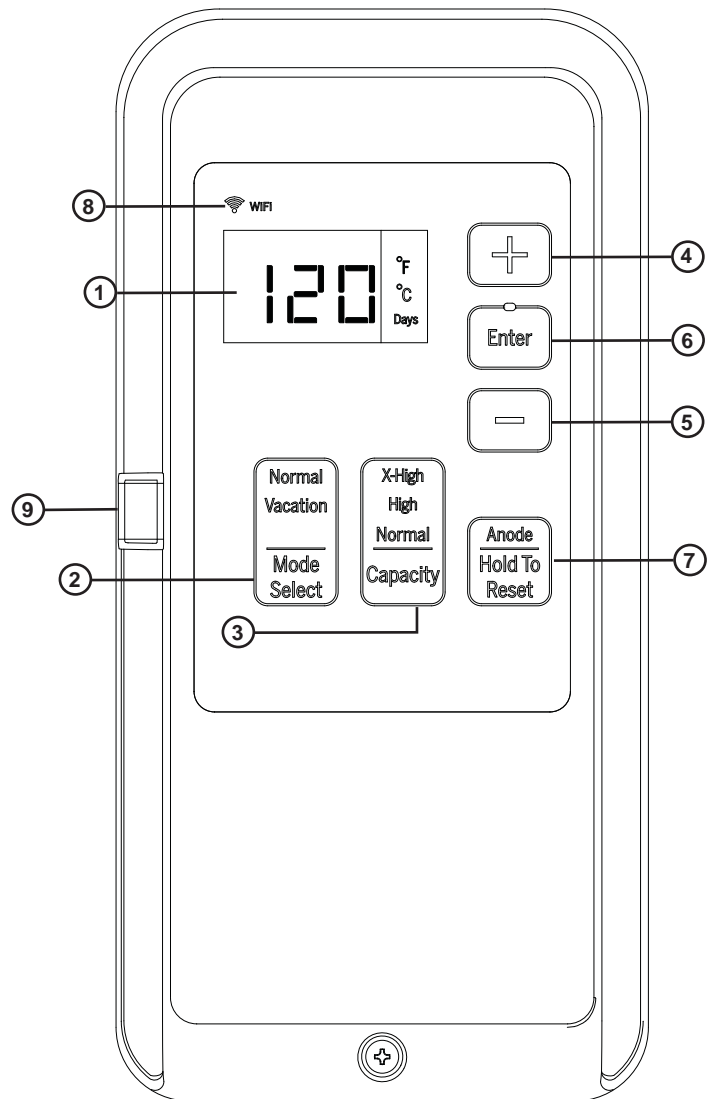 8
WIFI
4
1
120
°F
°C
Days
6
Enter
5
Normal
Vacation
Mode
Select
X-High
High
Normal
Capacity
9
Anode
Hold To
Reset
7
2
3